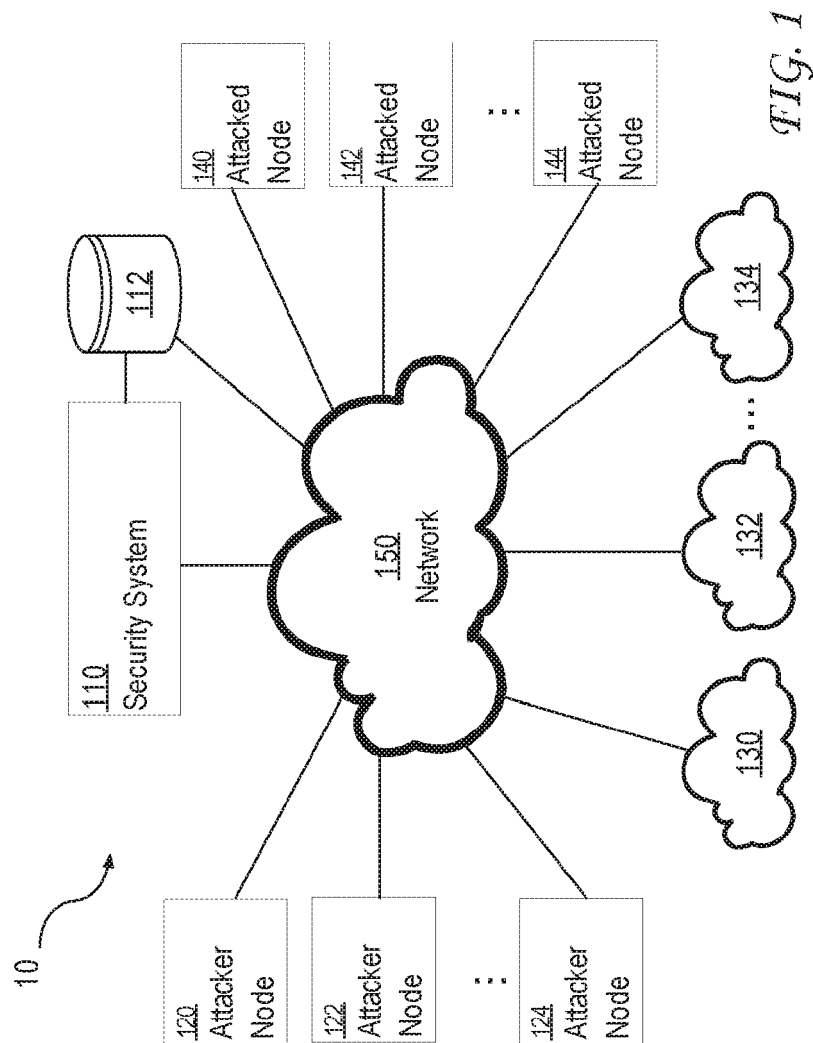 10
110
Security System
112
120
Attacker
Node
122
Attacker
Node
...
124
Attacker
Node
150
Network
140
Attacked
Node
142
Attacked
Node
...
144
Attacked
Node
130
132
...
134
FIG. 1